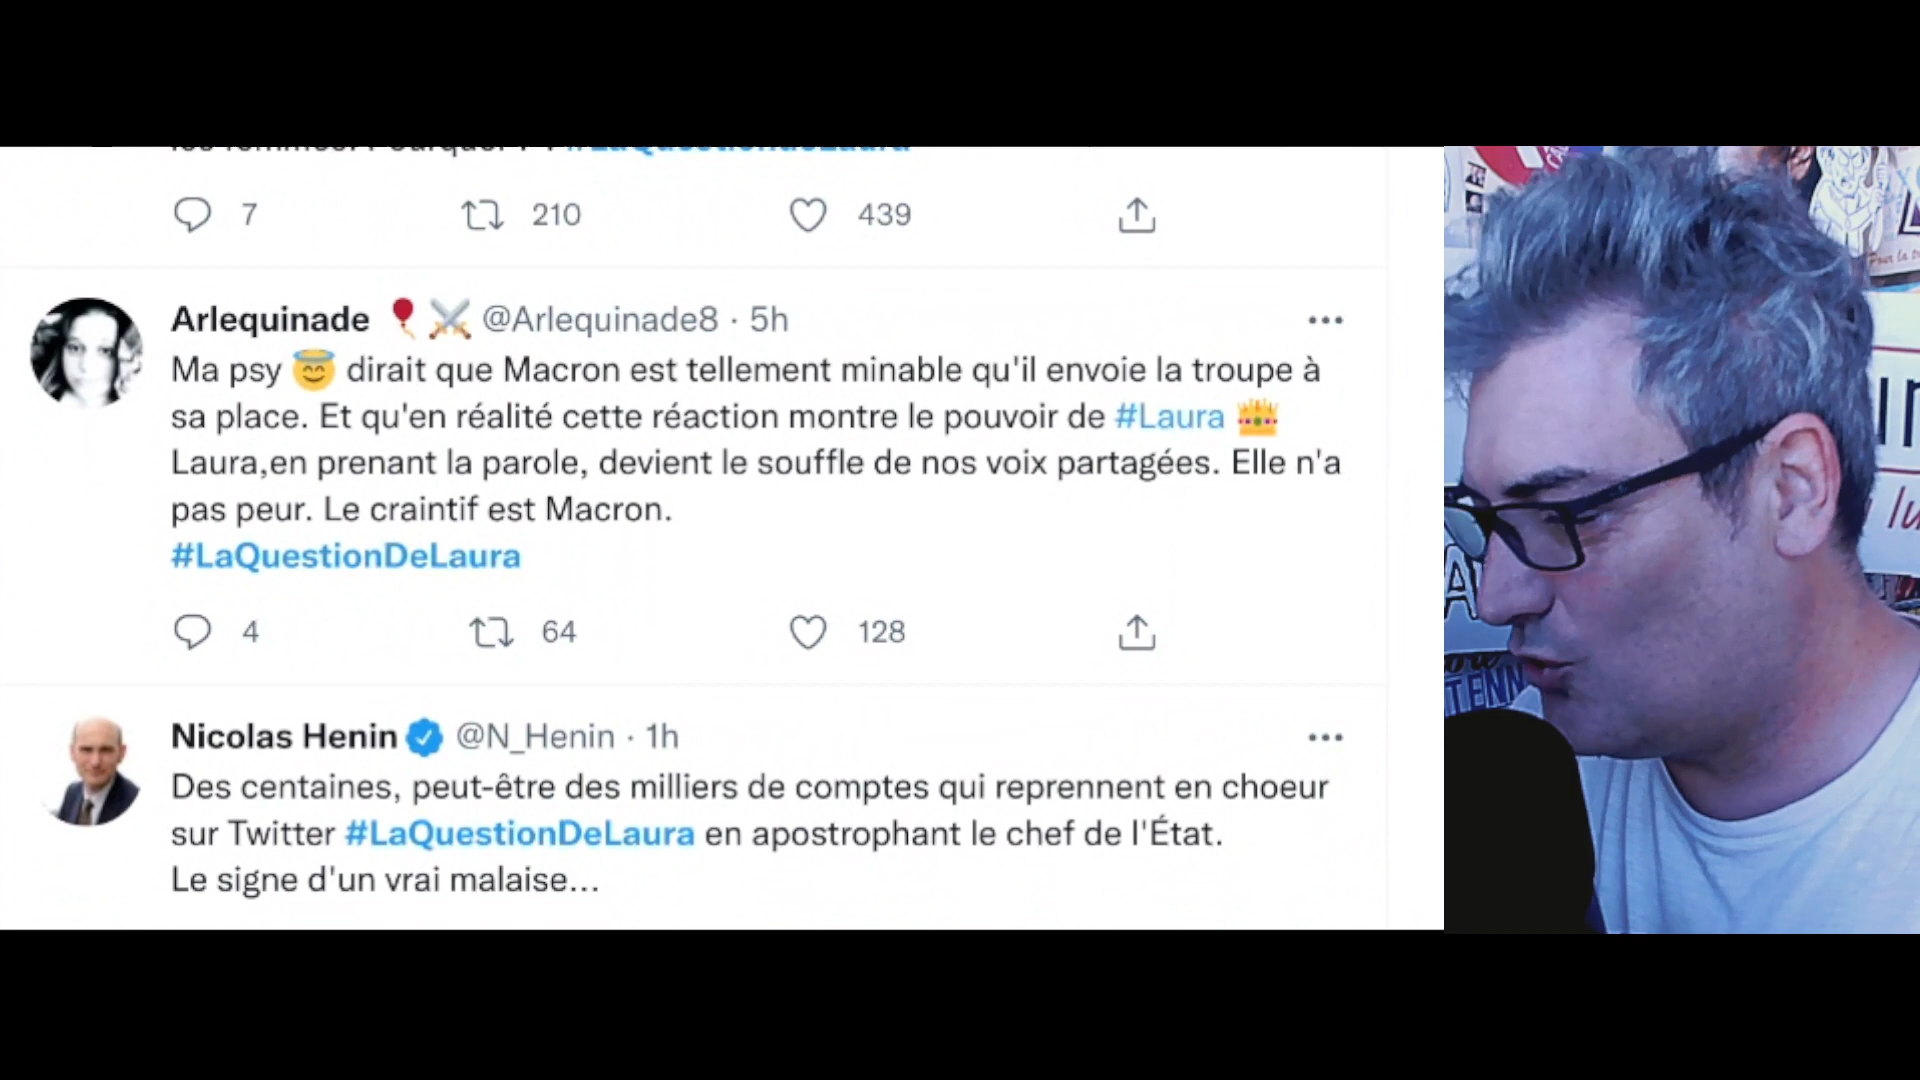 #LaQuestiondeLaura
7 210 439
Arlequinade 🎈⚔️ @Arlequinade8 · 5h
Ma psy 😇 dirait que Macron est tellement minable qu'il envoie la troupe à
sa place. Et qu'en réalité cette réaction montre le pouvoir de #Laura 👑
Laura,en prenant la parole, devient le souffle de nos voix partagées. Elle n'a
pas peur. Le craintif est Macron.
#LaQuestionDeLaura
4 64 128
Nicolas Henin @N_Henin · 1h
Des centaines, peut-être des milliers de comptes qui reprennent en choeur
sur Twitter #LaQuestionDeLaura en apostrophant le chef de l'État.
Le signe d'un vrai malaise...